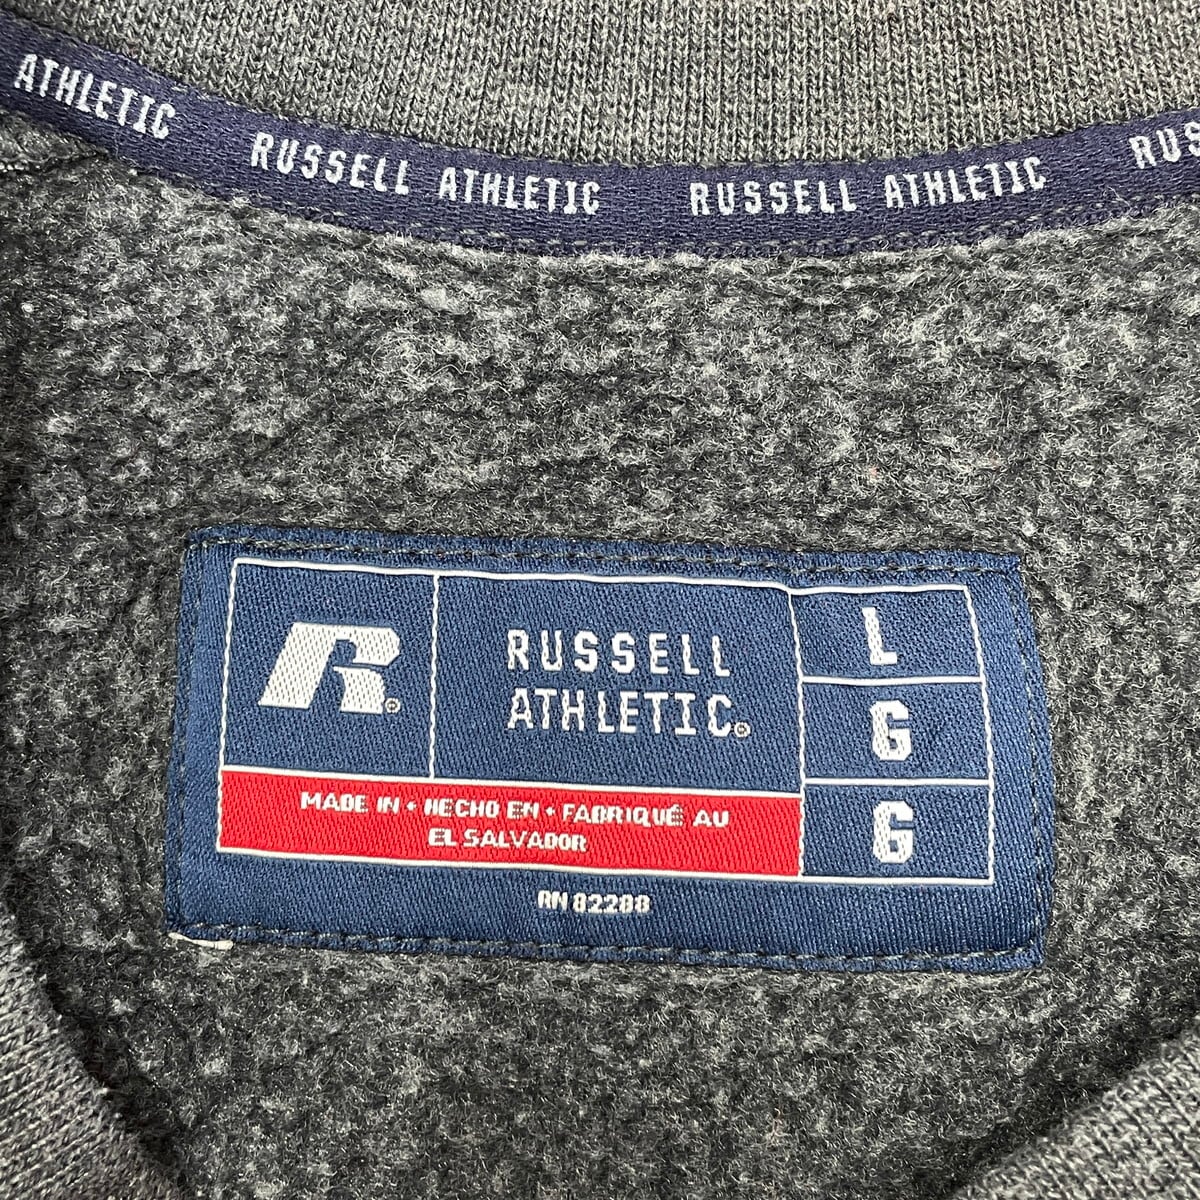 ATHLETIC RUSSELL ATHLETIC RUSSELL ATHLETIC RUS
R®
RUSSELL
ATHLETIC®
L
G
G
MADE IN • HECHO EN • FABRIQUÉ AU
EL SALVADOR
RN 82288